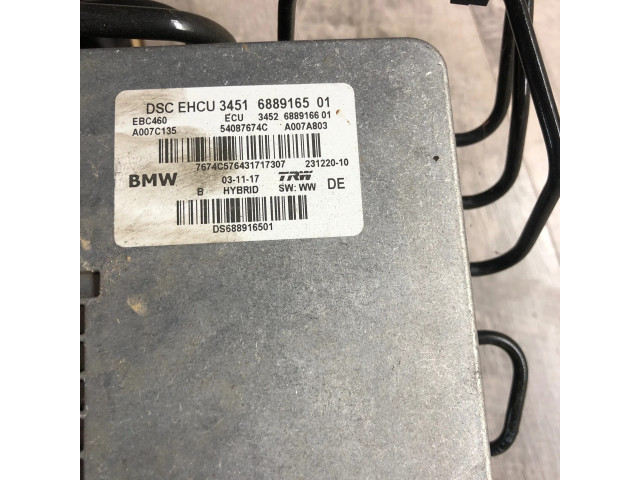 DSC EHCU 3451 6889165 01
EBC460 ECU 3452 6889166 01
A007C135 54087674C A007A803
7674C576431717307 231220-10
BMW 03-11-17 TRW DE
B HYBRID SW: WW
DS688916501